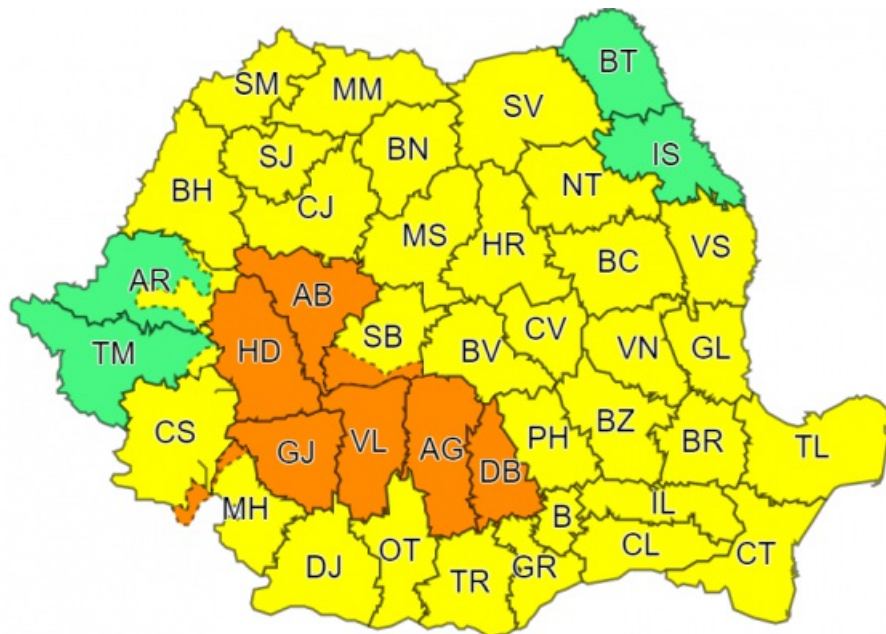 BT
SM
MM
SV
SJ
BN
IS
BH
CJ
NT
MS
HR
VS
BC
AR
AB
SB
CV
TM
HD
BV
VN
GL
CS
GJ
VL
AG
DB
PH
BZ
BR
TL
MH
B
IL
DJ
OT
TR
GR
CL
CT